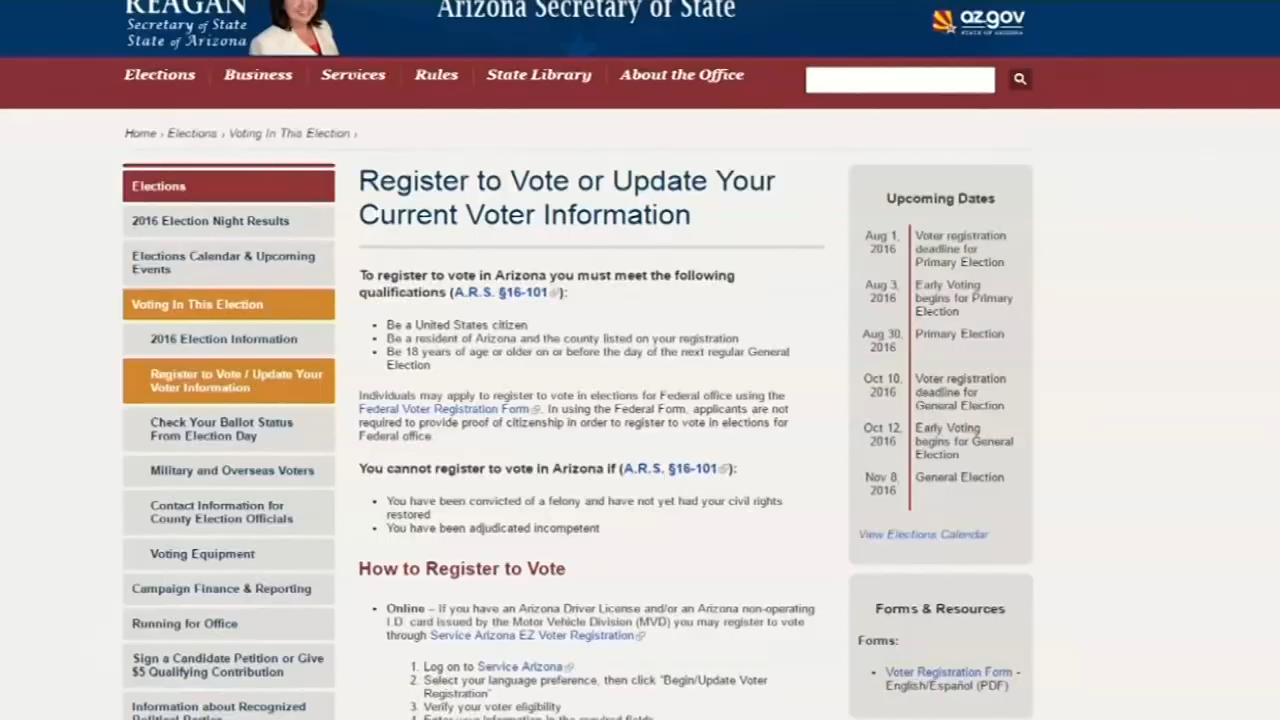 REAGAN
Secretary of State
State of Arizona
Arizona Secretary of State
az.gov
STATE OF ARIZONA
Elections
Business
Services
Rules
State Library
About the Office
Home › Elections › Voting In This Election ›
Elections
2016 Election Night Results
Elections Calendar & Upcoming
Events
Voting In This Election
2016 Election Information
Register to Vote / Update Your
Voter Information
Check Your Ballot Status
From Election Day
Military and Overseas Voters
Contact Information for
County Election Officials
Voting Equipment
Campaign Finance & Reporting
Running for Office
Sign a Candidate Petition or Give
$5 Qualifying Contribution
Information about Recognized
Political Parties
Register to Vote or Update Your
Current Voter Information
To register to vote in Arizona you must meet the following
qualifications (A.R.S. §16-101):
• Be a United States citizen
• Be a resident of Arizona and the county listed on your registration
• Be 18 years of age or older on or before the day of the next regular General
Election
Individuals may apply to register to vote in elections for Federal office using the
Federal Voter Registration Form. In using the Federal Form, applicants are not
required to provide proof of citizenship in order to register to vote in elections for
Federal office
You cannot register to vote in Arizona if (A.R.S. §16-101):
• You have been convicted of a felony and have not yet had your civil rights
restored
• You have been adjudicated incompetent
How to Register to Vote
• Online – If you have an Arizona Driver License and/or an Arizona non-operating
I.D. card issued by the Motor Vehicle Division (MVD) you may register to vote
through Service Arizona EZ Voter Registration
1. Log on to Service Arizona
2. Select your language preference, then click "Begin/Update Voter
Registration"
3. Verify your voter eligibility
4. Enter your information in the required fields
Upcoming Dates
Aug 1, 2016
Voter registration
deadline for
Primary Election
Aug 3, 2016
Early Voting
begins for Primary
Election
Aug 30, 2016
Primary Election
Oct 10, 2016
Voter registration
deadline for
General Election
Oct 12, 2016
Early Voting
begins for General
Election
Nov 8, 2016
General Election
View Elections Calendar
Forms & Resources
Forms:
• Voter Registration Form -
English/Español (PDF)